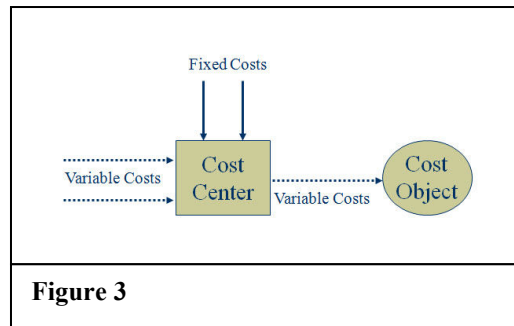 Fixed Costs
Variable Costs
Cost
Center
Variable Costs
Cost
Object
Figure 3